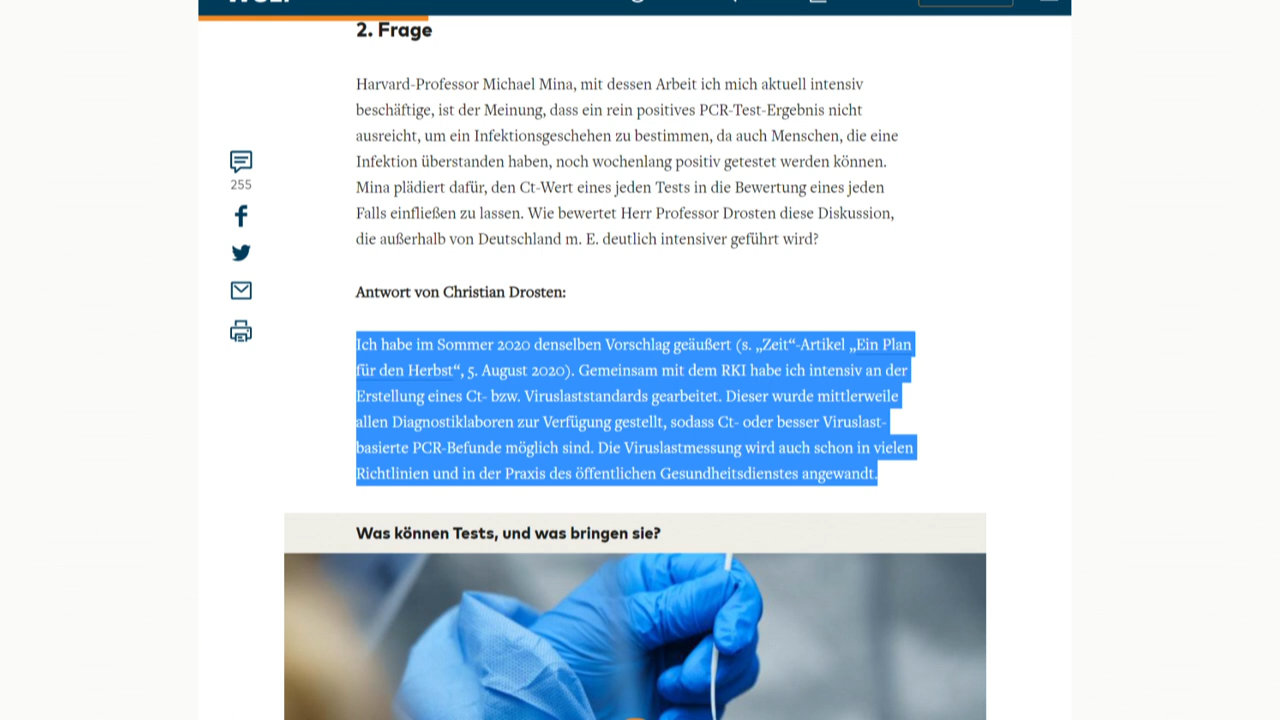 2. Frage
Harvard-Professor Michael Mina, mit dessen Arbeit ich mich aktuell intensiv
beschäftige, ist der Meinung, dass ein rein positives PCR-Test-Ergebnis nicht
ausreicht, um ein Infektionsgeschehen zu bestimmen, da auch Menschen, die eine
Infektion überstanden haben, noch wochenlang positiv getestet werden können.
Mina plädiert dafür, den Ct-Wert eines jeden Tests in die Bewertung eines jeden
Falls einfließen zu lassen. Wie bewertet Herr Professor Drosten diese Diskussion,
die außerhalb von Deutschland m. E. deutlich intensiver geführt wird?
255
Antwort von Christian Drosten:
Ich habe im Sommer 2020 denselben Vorschlag geäußert (s. „Zeit“-Artikel „Ein Plan
für den Herbst“, 5. August 2020). Gemeinsam mit dem RKI habe ich intensiv an der
Erstellung eines Ct- bzw. Viruslaststandards gearbeitet. Dieser wurde mittlerweile
allen Diagnostiklaboren zur Verfügung gestellt, sodass Ct- oder besser Viruslast-
basierte PCR-Befunde möglich sind. Die Viruslastmessung wird auch schon in vielen
Richtlinien und in der Praxis des öffentlichen Gesundheitsdienstes angewandt.
Was können Tests, und was bringen sie?